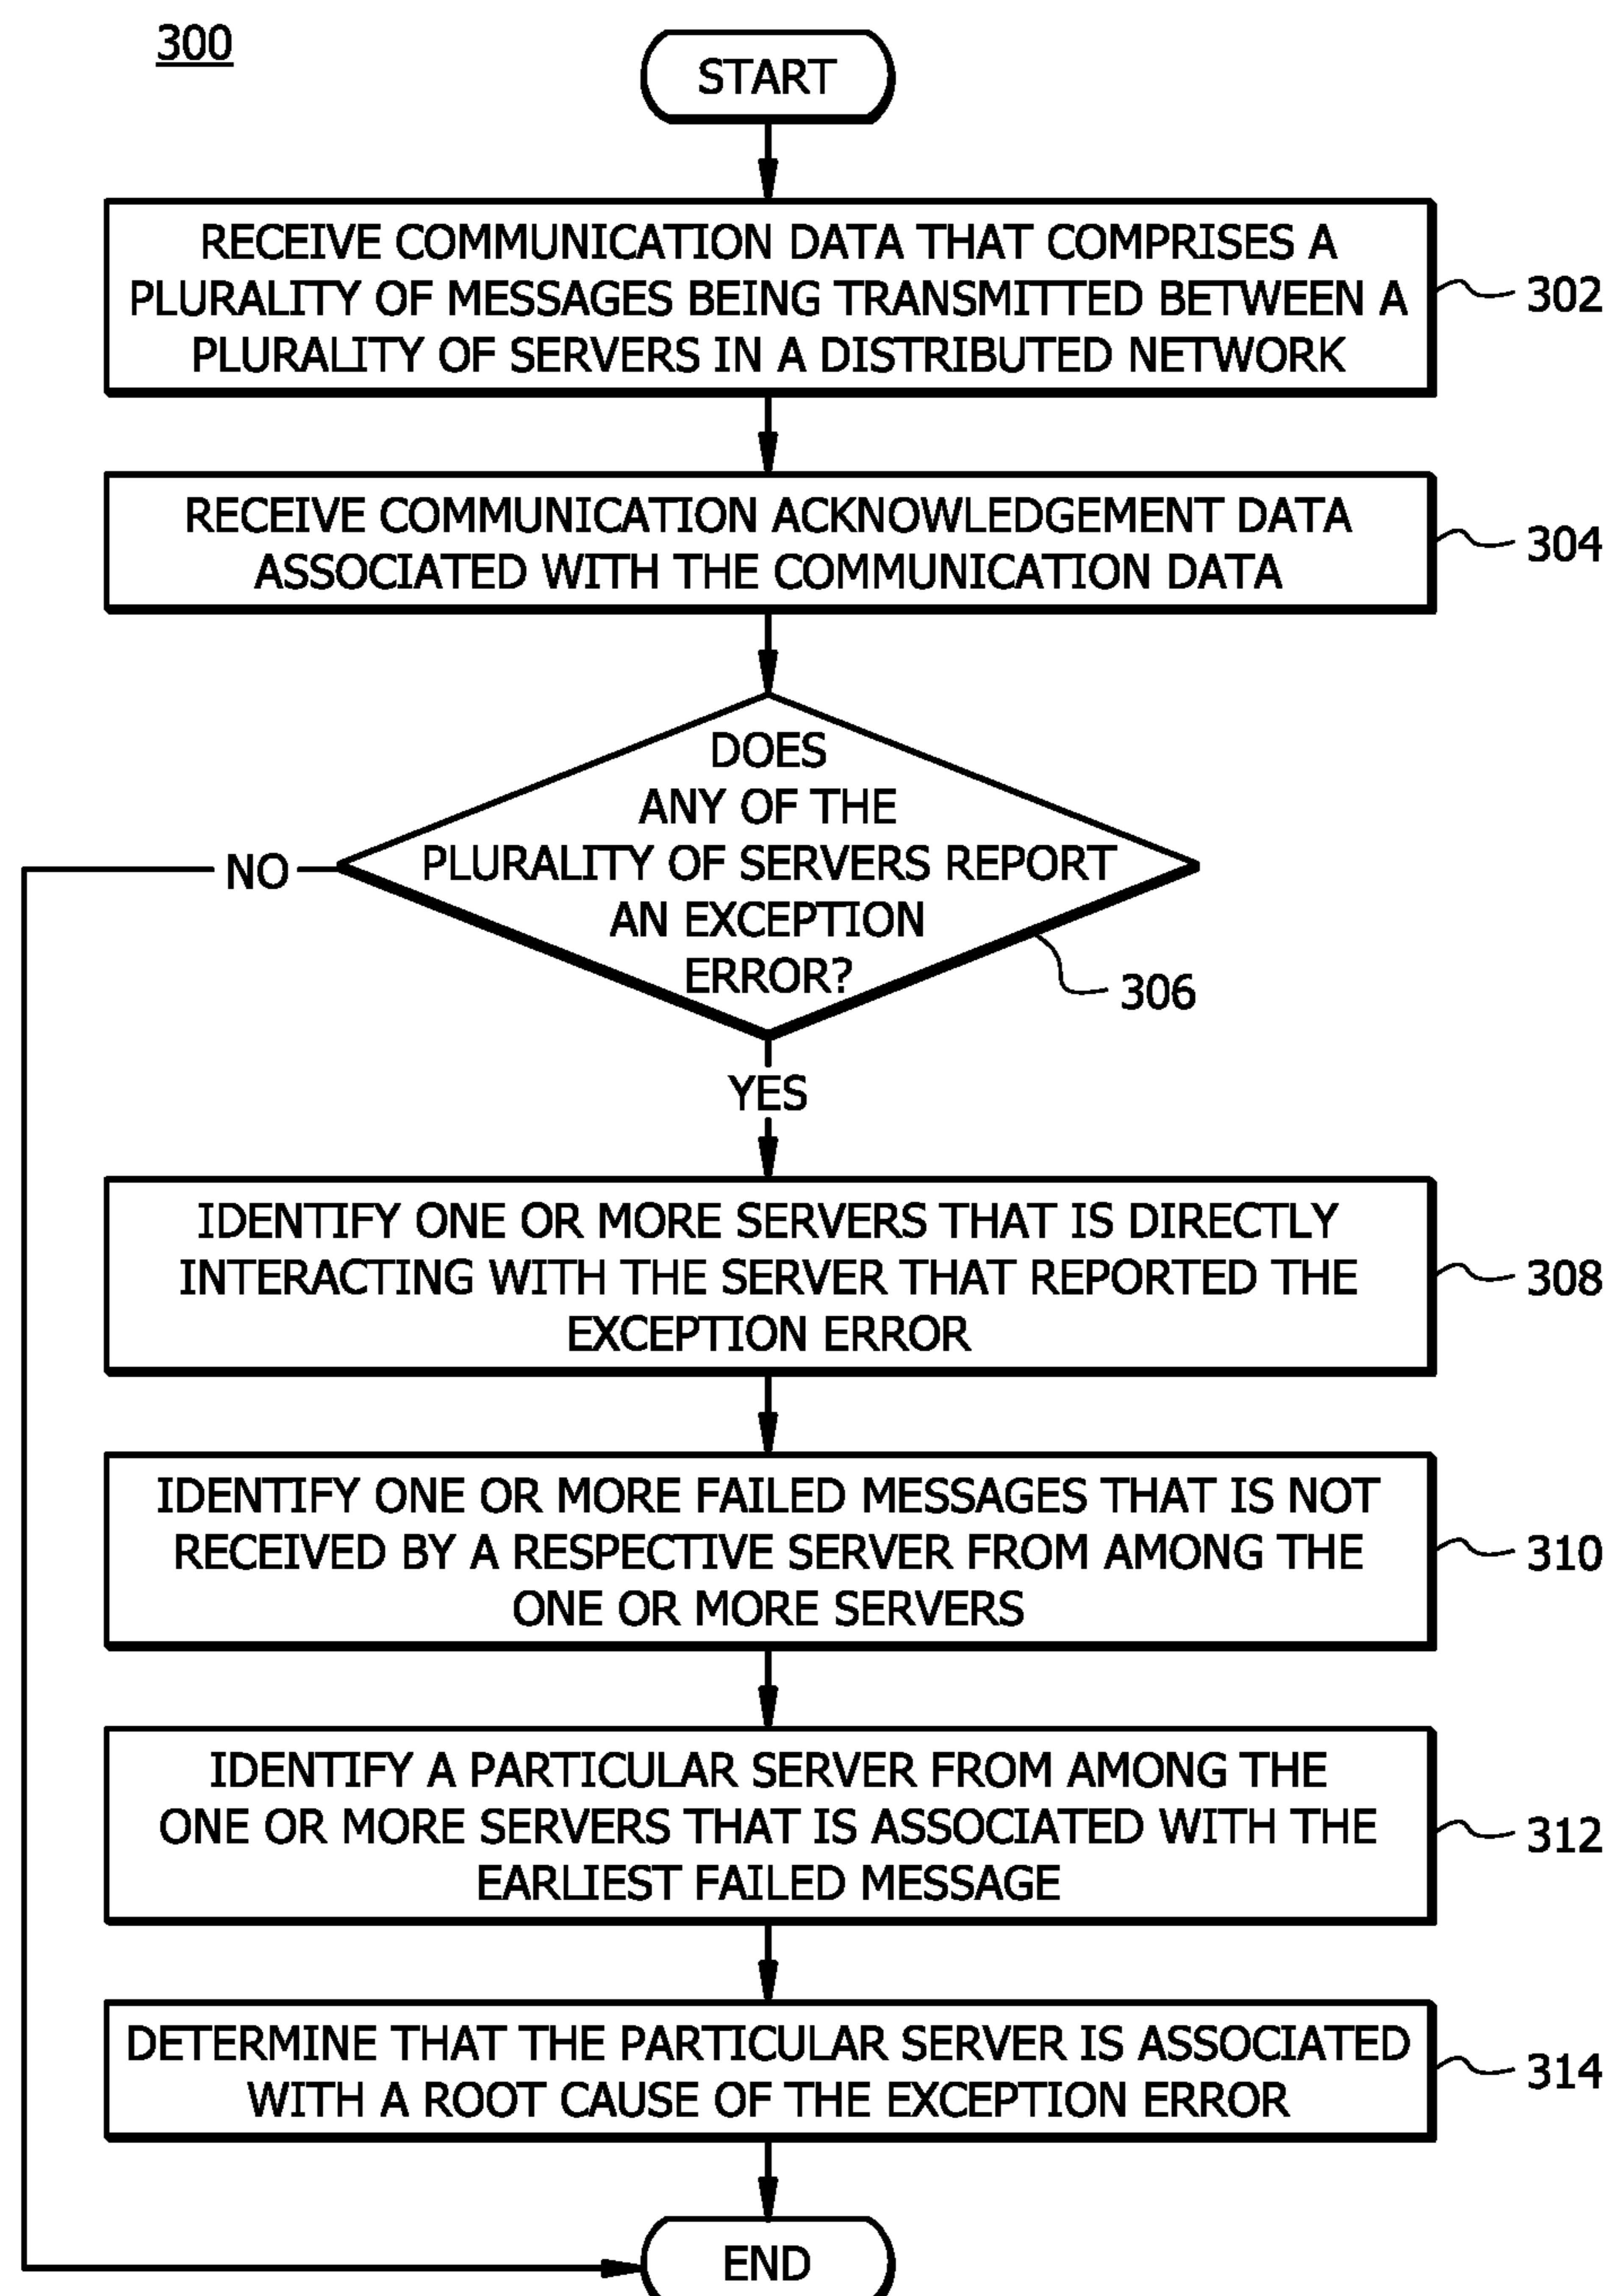 300
START
RECEIVE COMMUNICATION DATA THAT COMPRISES A
PLURALITY OF MESSAGES BEING TRANSMITTED BETWEEN A
PLURALITY OF SERVERS IN A DISTRIBUTED NETWORK
302
RECEIVE COMMUNICATION ACKNOWLEDGEMENT DATA
ASSOCIATED WITH THE COMMUNICATION DATA
304
DOES
ANY OF THE
PLURALITY OF SERVERS REPORT
AN EXCEPTION
ERROR?
NO
306
YES
IDENTIFY ONE OR MORE SERVERS THAT IS DIRECTLY
INTERACTING WITH THE SERVER THAT REPORTED THE
EXCEPTION ERROR
308
IDENTIFY ONE OR MORE FAILED MESSAGES THAT IS NOT
RECEIVED BY A RESPECTIVE SERVER FROM AMONG THE
ONE OR MORE SERVERS
310
IDENTIFY A PARTICULAR SERVER FROM AMONG THE
ONE OR MORE SERVERS THAT IS ASSOCIATED WITH THE
EARLIEST FAILED MESSAGE
312
DETERMINE THAT THE PARTICULAR SERVER IS ASSOCIATED
WITH A ROOT CAUSE OF THE EXCEPTION ERROR
314
END